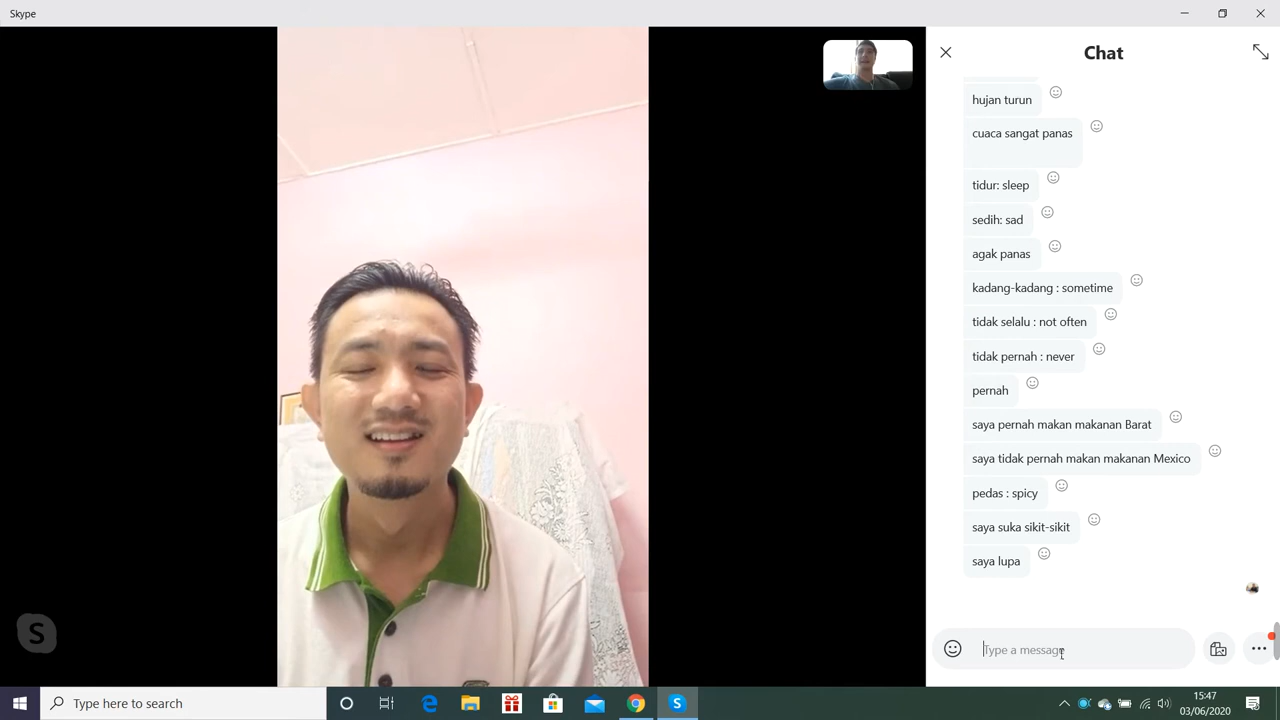 Skype
Chat
hujan turun
cuaca sangat panas
tidur: sleep
sedih: sad
agak panas
kadang-kadang : sometime
tidak selalu : not often
tidak pernah : never
pernah
saya pernah makan makanan Barat
saya tidak pernah makan makanan Mexico
pedas : spicy
saya suka sikit-sikit
saya lupa
Type a message
Type here to search
15:47
03/06/2020